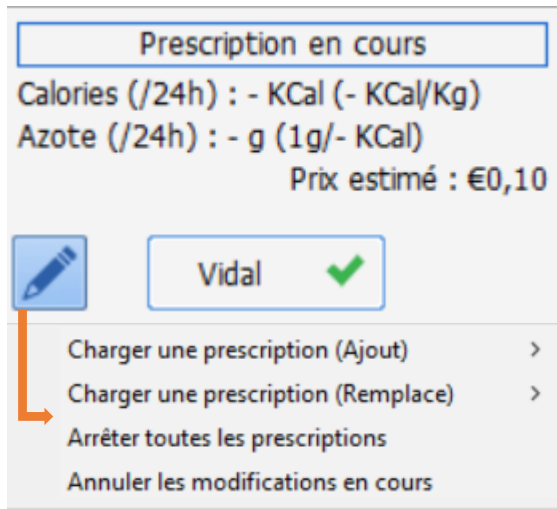 Prescription en cours
Calories (/24h) : - KCal (- KCal/Kg)
Azote (/24h) : - g (1g/- KCal)
Prix estimé : €0,10
Vidal
Charger une prescription (Ajout)
Charger une prescription (Remplace)
Arrêter toutes les prescriptions
Annuler les modifications en cours